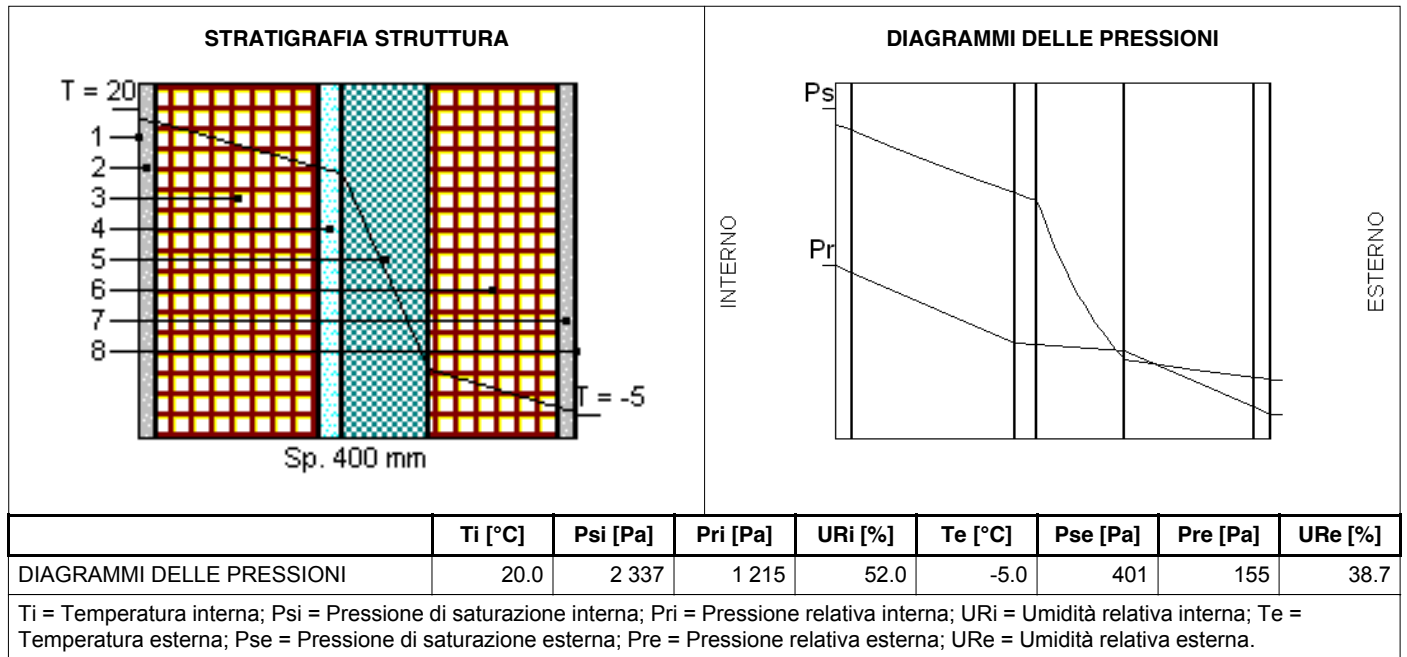 STRATIGRAFIA STRUTTURA
T = 20
1
2
3
4
5
6
7
8
T = -5
Sp. 400 mm
DIAGRAMMI DELLE PRESSIONI
Ps
Pr
INTERNO
ESTERNO
Ti [°C] Psi [Pa] Pri [Pa] URi [%] Te [°C] Pse [Pa] Pre [Pa] URe [%]
DIAGRAMMI DELLE PRESSIONI 20.0 2 337 1 215 52.0 -5.0 401 155 38.7
Ti = Temperatura interna; Psi = Pressione di saturazione interna; Pri = Pressione relativa interna; URi = Umidità relativa interna; Te =
Temperatura esterna; Pse = Pressione di saturazione esterna; Pre = Pressione relativa esterna; URe = Umidità relativa esterna.